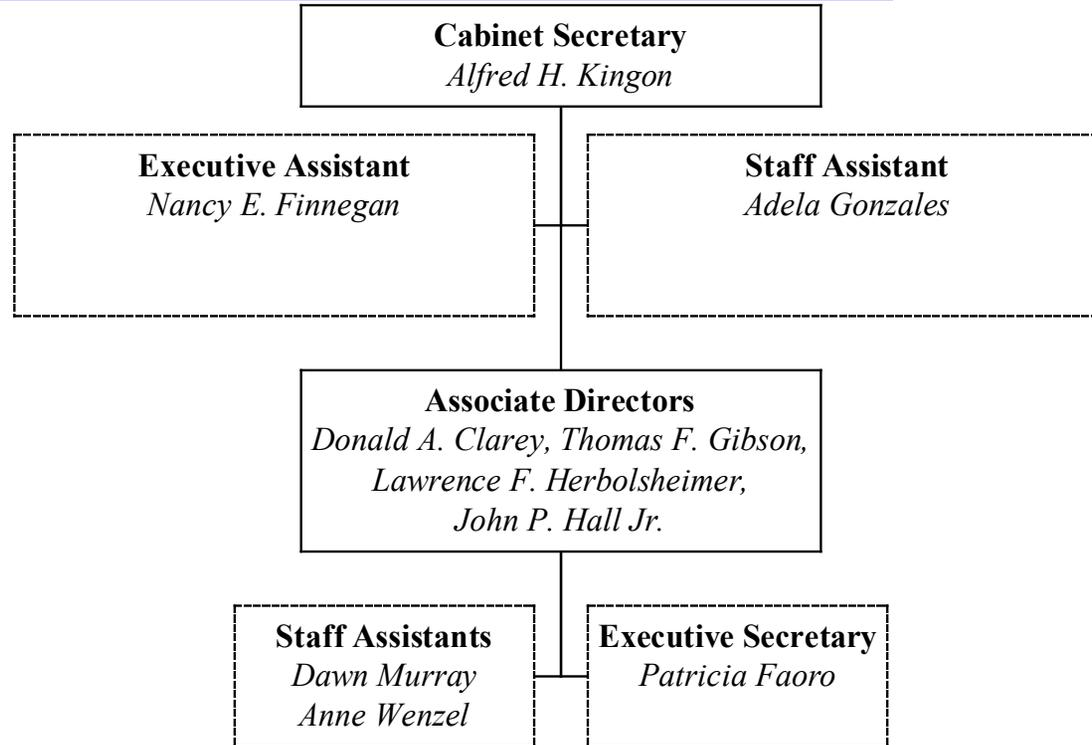 Cabinet Secretary
Alfred H. Kingon
Executive Assistant
Nancy E. Finnegan
Staff Assistant
Adela Gonzales
Associate Directors
Donald A. Clarey, Thomas F. Gibson,
Lawrence F. Herbolsheimer,
John P. Hall Jr.
Staff Assistants
Dawn Murray
Anne Wenzel
Executive Secretary
Patricia Faoro